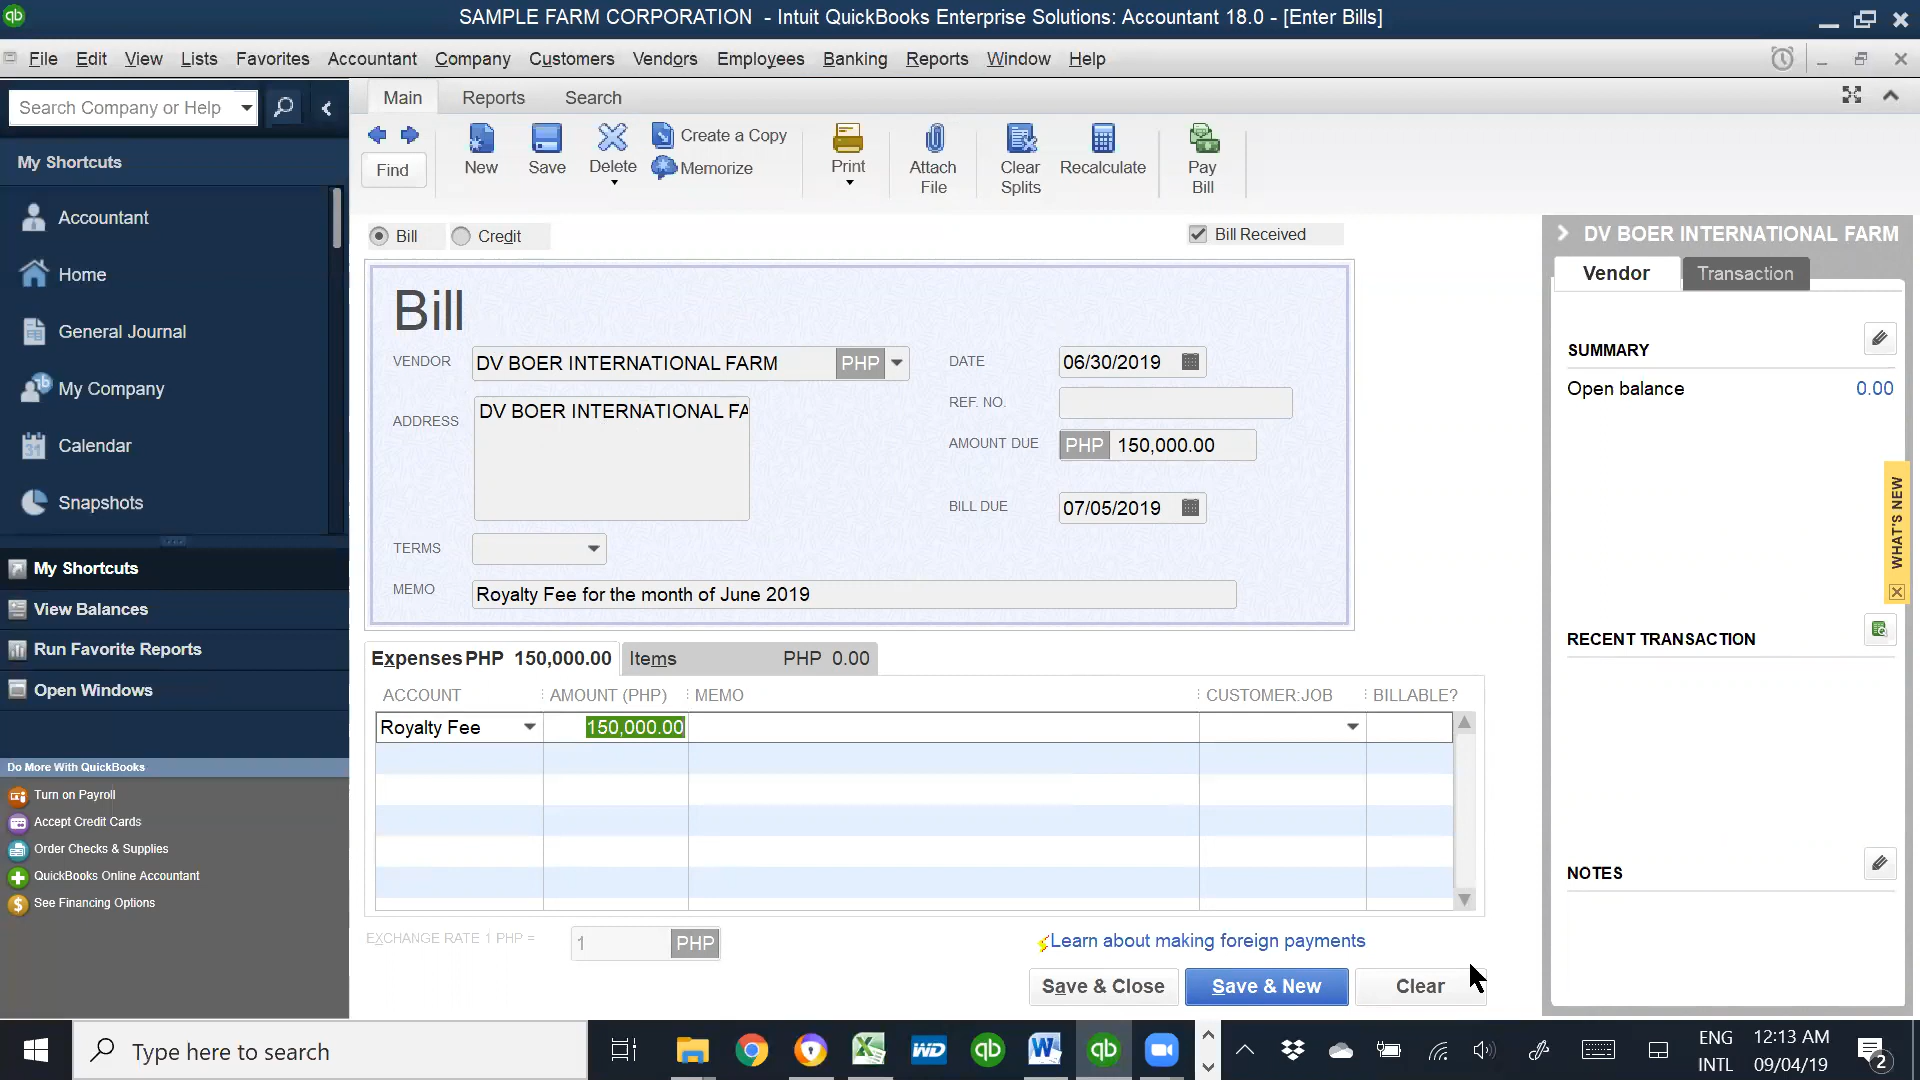 SAMPLE FARM CORPORATION - Intuit QuickBooks Enterprise Solutions: Accountant 18.0 - [Enter Bills]
File Edit View Lists Favorites Accountant Company Customers Vendors Employees Banking Reports Window Help
Search Company or Help
Main Reports Search
Find
New
Save
Delete
Create a Copy
Memorize
Print
Attach File
Clear Splits
Recalculate
Pay Bill
My Shortcuts
Accountant
Home
General Journal
My Company
Calendar
Snapshots
My Shortcuts
View Balances
Run Favorite Reports
Open Windows
Do More With QuickBooks
Turn on Payroll
Accept Credit Cards
Order Checks & Supplies
QuickBooks Online Accountant
See Financing Options
Bill Credit Bill Received
Bill
VENDOR DV BOER INTERNATIONAL FARM PHP
DATE 06/30/2019
ADDRESS DV BOER INTERNATIONAL FA
REF. NO.
AMOUNT DUE PHP 150,000.00
BILL DUE 07/05/2019
TERMS
MEMO Royalty Fee for the month of June 2019
Expenses PHP 150,000.00 Items PHP 0.00
ACCOUNT AMOUNT (PHP) MEMO CUSTOMER:JOB BILLABLE?
Royalty Fee 150,000.00
EXCHANGE RATE 1 PHP = 1 PHP
Learn about making foreign payments
Save & Close Save & New Clear
DV BOER INTERNATIONAL FARM
Vendor Transaction
SUMMARY
Open balance 0.00
WHAT'S NEW
RECENT TRANSACTION
NOTES
Type here to search
ENG
INTL
12:13 AM
09/04/19
2